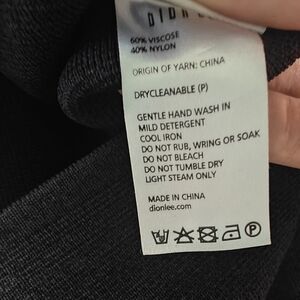 DION
60% VISCOSE
40% NYLON
ORIGIN OF YARN: CHINA
DRYCLEANABLE (P)
GENTLE HAND WASH IN
MILD DETERGENT
COOL IRON
DO NOT RUB, WRING OR SOAK
DO NOT BLEACH
DO NOT TUMBLE DRY
LIGHT STEAM ONLY
MADE IN CHINA
dionlee.com
P